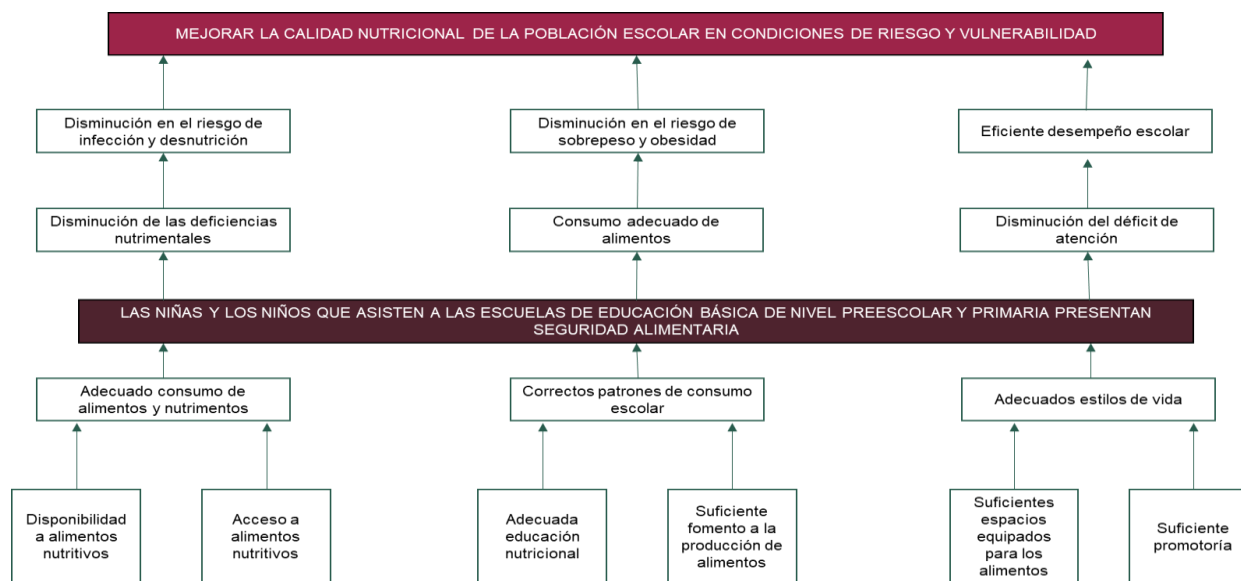 MEJORAR LA CALIDAD NUTRICIONAL DE LA POBLACIÓN ESCOLAR EN CONDICIONES DE RIESGO Y VULNERABILIDAD
Disminución en el riesgo de
infección y desnutrición
Disminución en el riesgo de
sobrepeso y obesidad
Eficiente desempeño escolar
Disminución de las deficiencias
nutrimentales
Consumo adecuado de
alimentos
Disminución del déficit de
atención
LAS NIÑAS Y LOS NIÑOS QUE ASISTEN A LAS ESCUELAS DE EDUCACIÓN BÁSICA DE NIVEL PREESCOLAR Y PRIMARIA PRESENTAN
SEGURIDAD ALIMENTARIA
Adecuado consumo de
alimentos y nutrimentos
Correctos patrones de consumo
escolar
Adecuados estilos de vida
Disponibilidad
a alimentos
nutritivos
Acceso a
alimentos
nutritivos
Adecuada
educación
nutricional
Suficiente
fomento a la
producción de
alimentos
Suficientes
espacios
equipados
para los
alimentos
Suficiente
promotoría